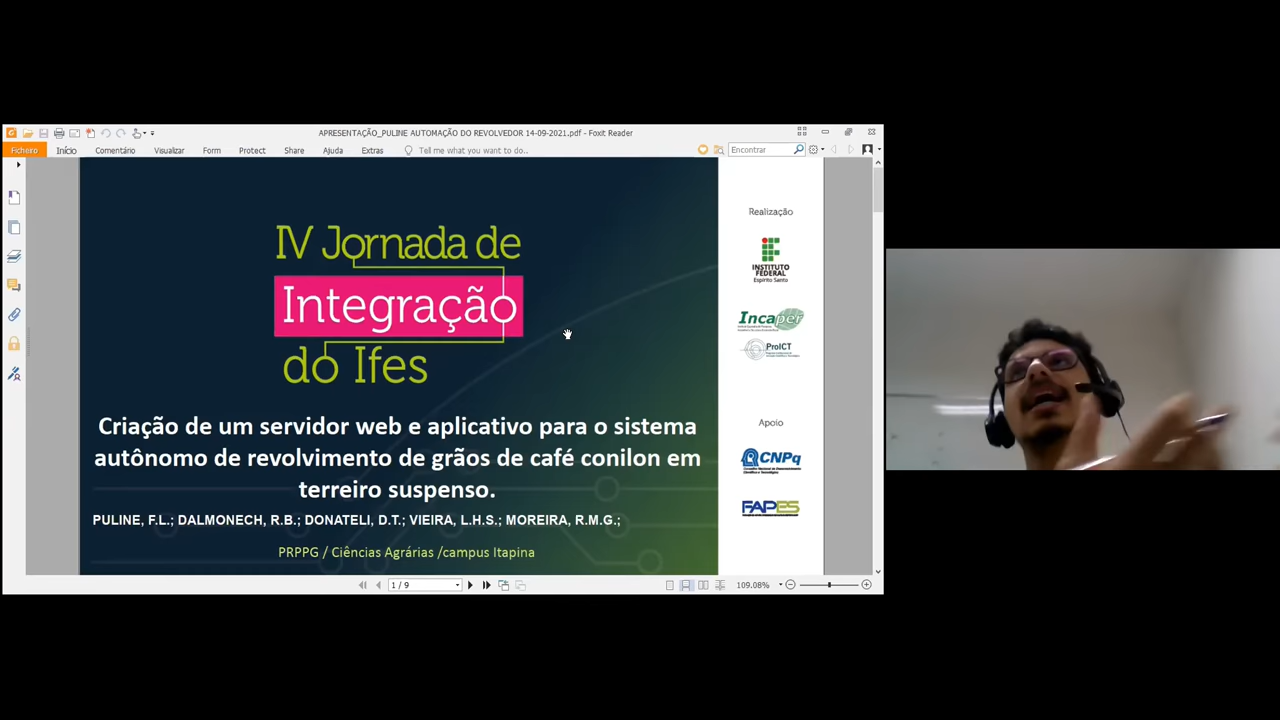 APRESENTAÇÃO_PULINE AUTOMAÇÃO DO REVOLVEDOR 14-09-2021.pdf - Foxit Reader
Fichexo Início Comentário Visualizar Form Protect Share Ajuda Extras Tell me what you want to do.. Encontrar
IV Jornada de
Integração
do Ifes
Criação de um servidor web e aplicativo para o sistema
autônomo de revolvimento de grãos de café conilon em
terreiro suspenso.
PULINE, F.L.; DALMONECH, R.B.; DONATELI, D.T.; VIEIRA, L.H.S.; MOREIRA, R.M.G.;
PRPPG / Ciências Agrárias /campus Itapina
Realização
INSTITUTO
FEDERAL
Espírito Santo
Incaper
ProICT
Apoio
CNPq
FAPES
1 / 9
109.08%